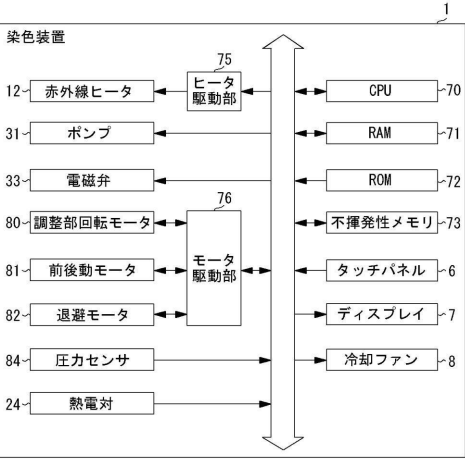 1
染色装置
75
12 赤外線ヒータ
ヒータ
駆動部
CPU 70
31 ポンプ
RAM 71
33 電磁弁
ROM 72
76
80 調整部回転モータ
不揮発性メモリ 73
81 前後動モータ
モータ
駆動部
タッチパネル 6
82 退避モータ
ディスプレイ 7
84 圧力センサ
冷却ファン 8
24 熱電対